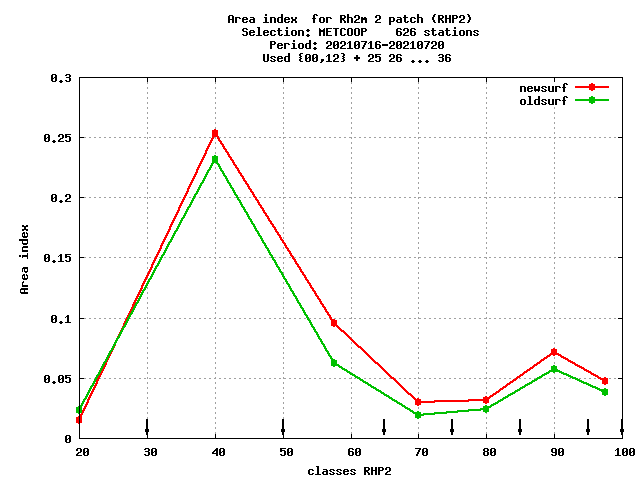 Area index  for Rh2m 2 patch (RHP2)
Selection: METCOOP    626 stations
Period: 20210716-20210720
Used {00,12} + 25 26 ... 36
newsurf
oldsurf
0.3
0.25
0.2
0.15
0.1
0.05
0
Area index
20 30 40 50 60 70 80 90 100
classes RHP2